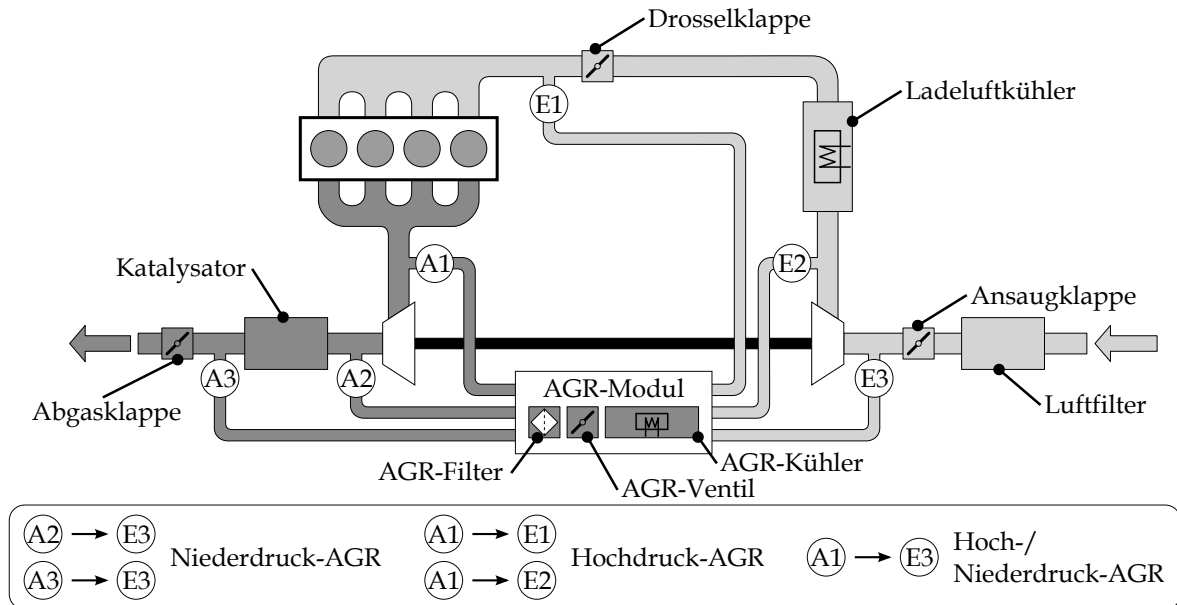 Drosselklappe
E1
Ladeluftkühler
Katalysator
A1
E2
Ansaugklappe
A3
A2
E3
AGR-Modul
Abgasklappe
Luftfilter
AGR-Filter
AGR-Kühler
AGR-Ventil
A2 → E3
A3 → E3
Niederdruck-AGR
A1 → E1
A1 → E2
Hochdruck-AGR
A1 → E3
Hoch-/
Niederdruck-AGR